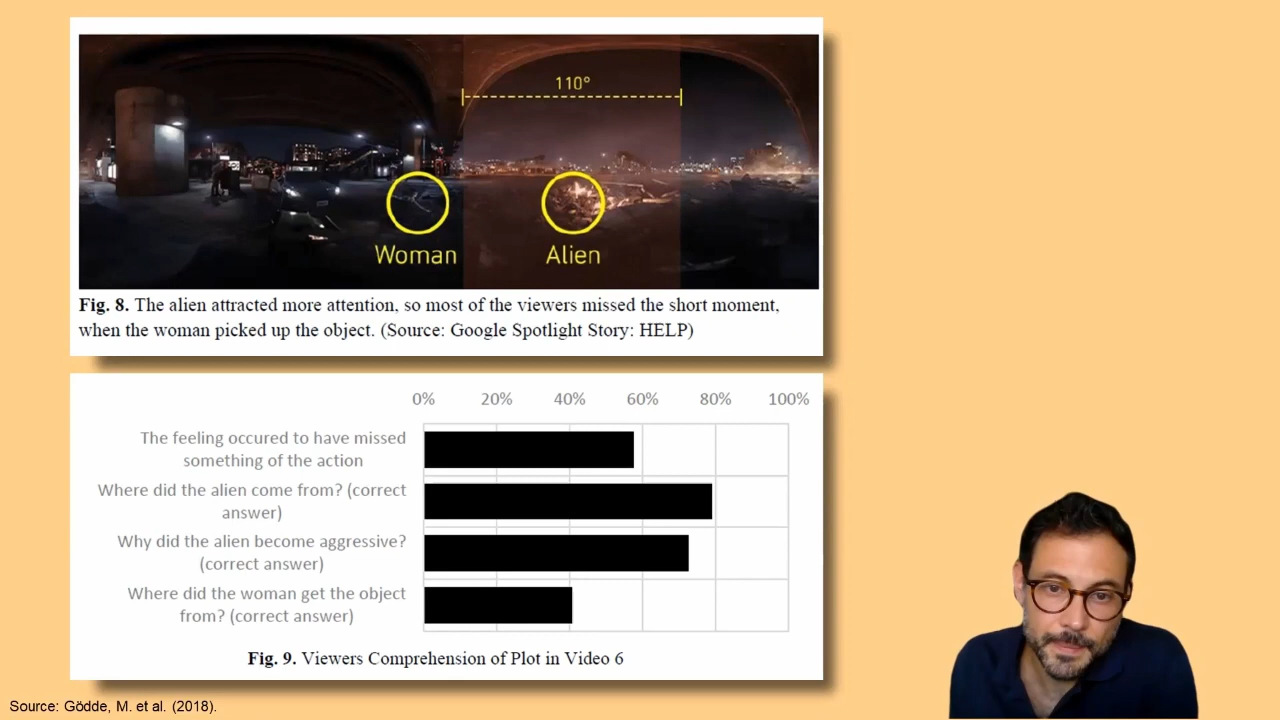 110°
Woman
Alien
Fig. 8. The alien attracted more attention, so most of the viewers missed the short moment,
when the woman picked up the object. (Source: Google Spotlight Story: HELP)
0% 20% 40% 60% 80% 100%
The feeling occured to have missed
something of the action
Where did the alien come from? (correct
answer)
Why did the alien become aggressive?
(correct answer)
Where did the woman get the object
from? (correct answer)
Fig. 9. Viewers Comprehension of Plot in Video 6
Source: Gödde, M. et al. (2018).